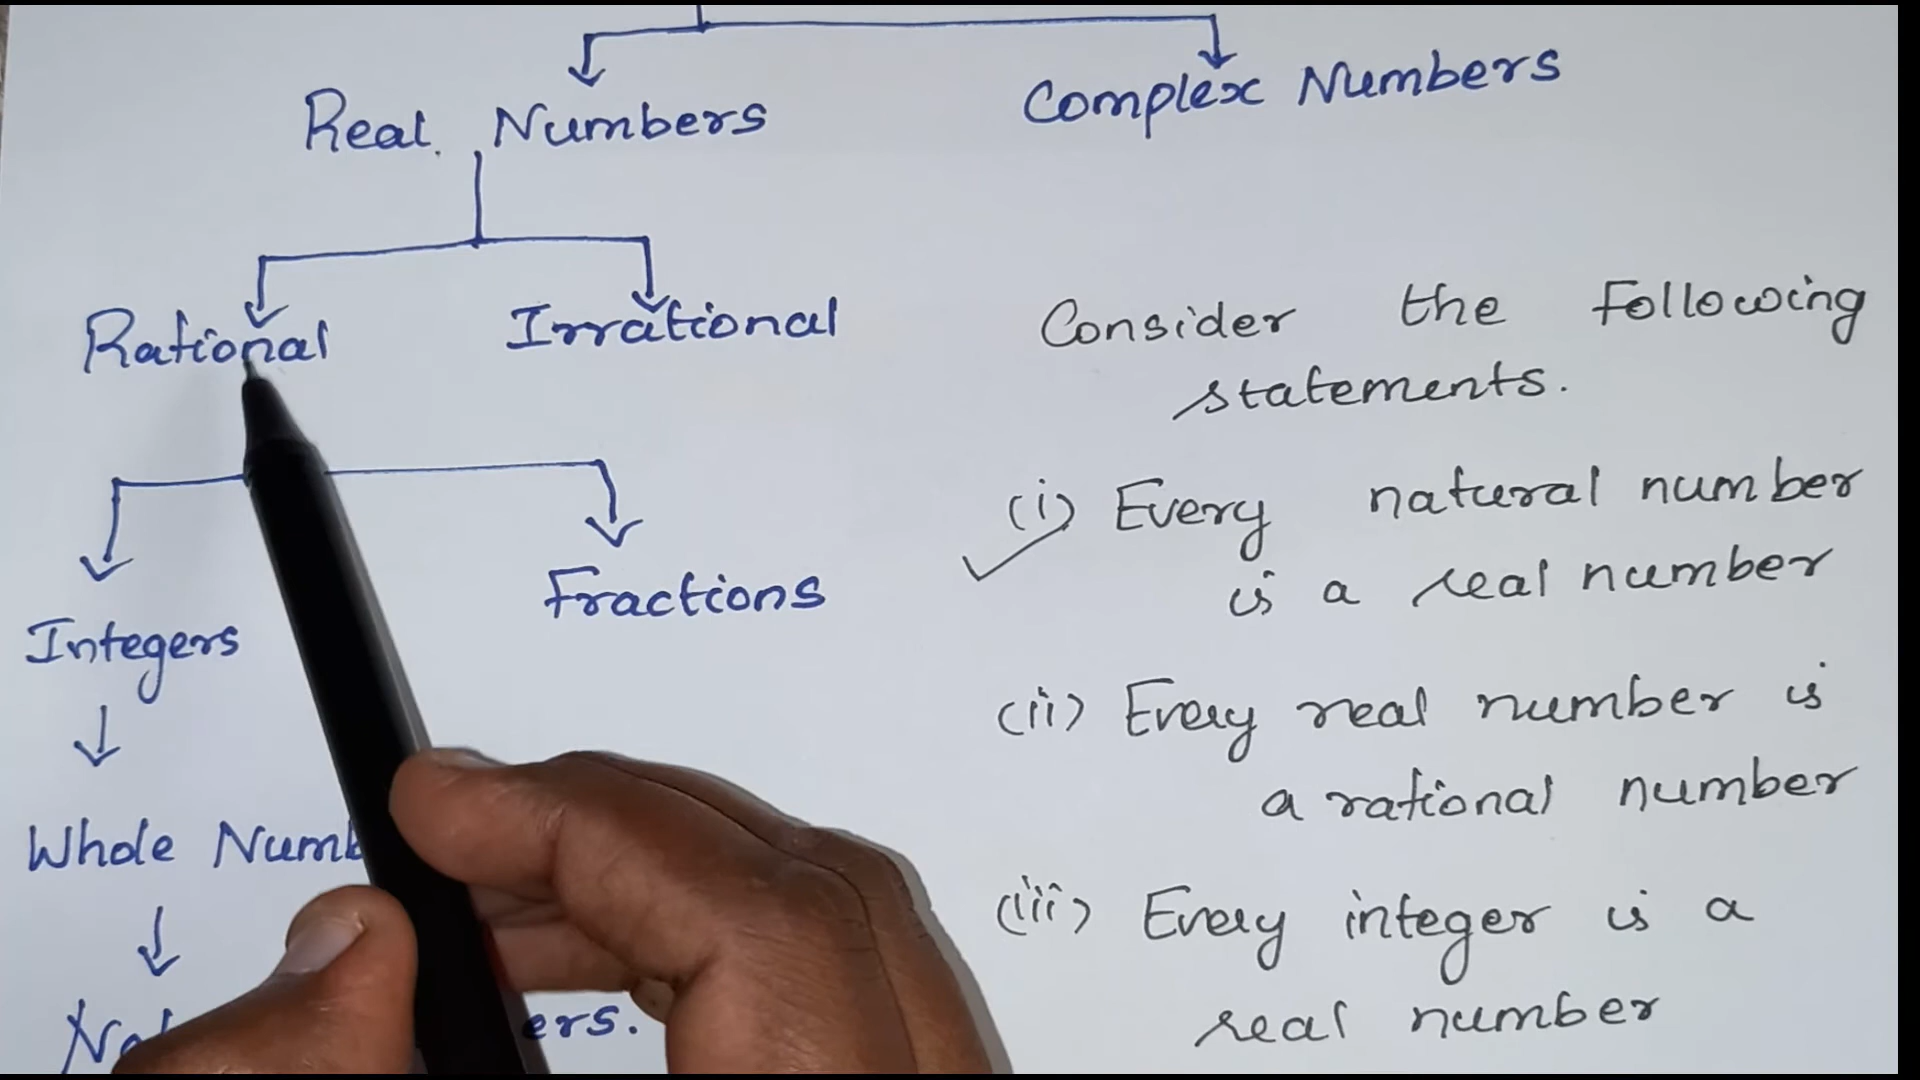 Real Numbers
Complex Numbers
Rational
Irrational
Integers
Fractions
Whole
Consider the following
statements.
(i) Every natural number
is a real number
(ii) Every real number is
a rational number
(iii) Every integer is a
real number